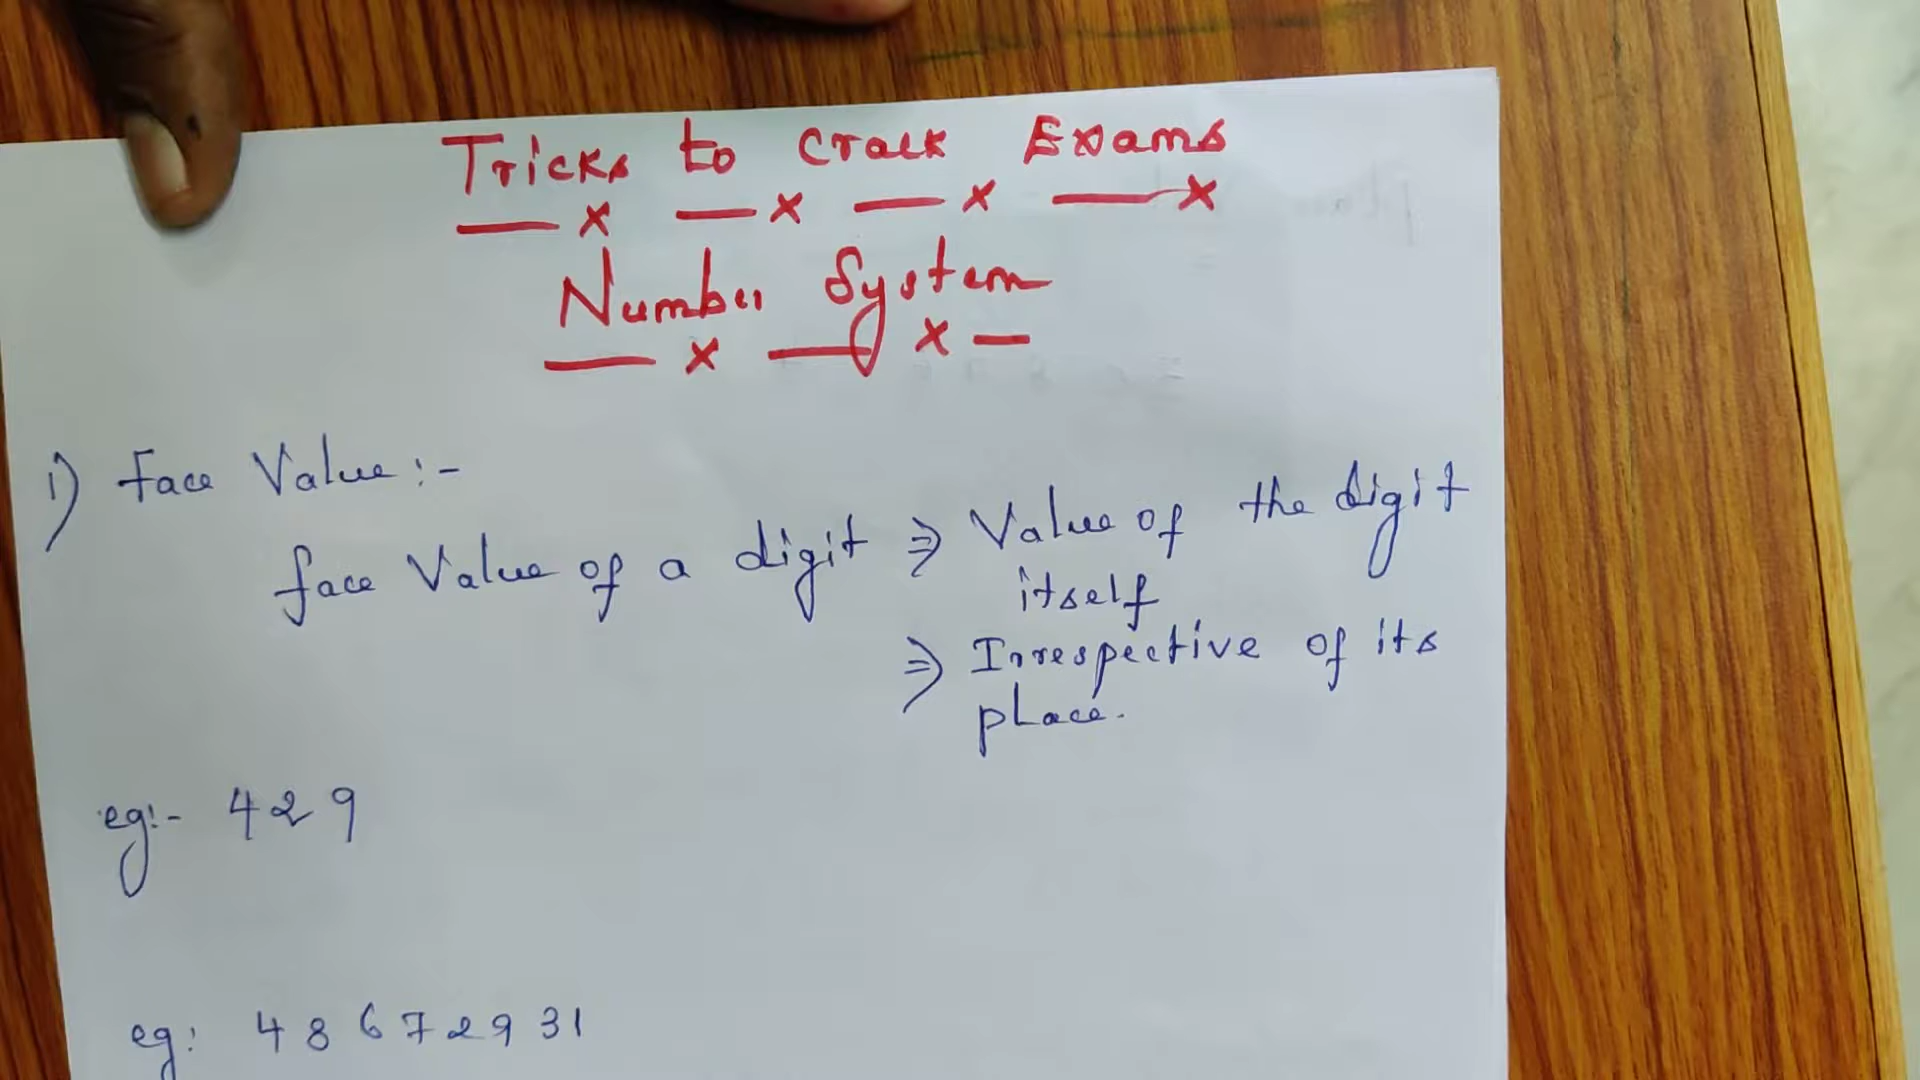 Tricks to Crack Exams
Number System
1) Face Value:-
face Value of a digit ⇒ Value of the digit
itself
⇒ Irrespective of its
place.
eg:- 429
eg: 48672931